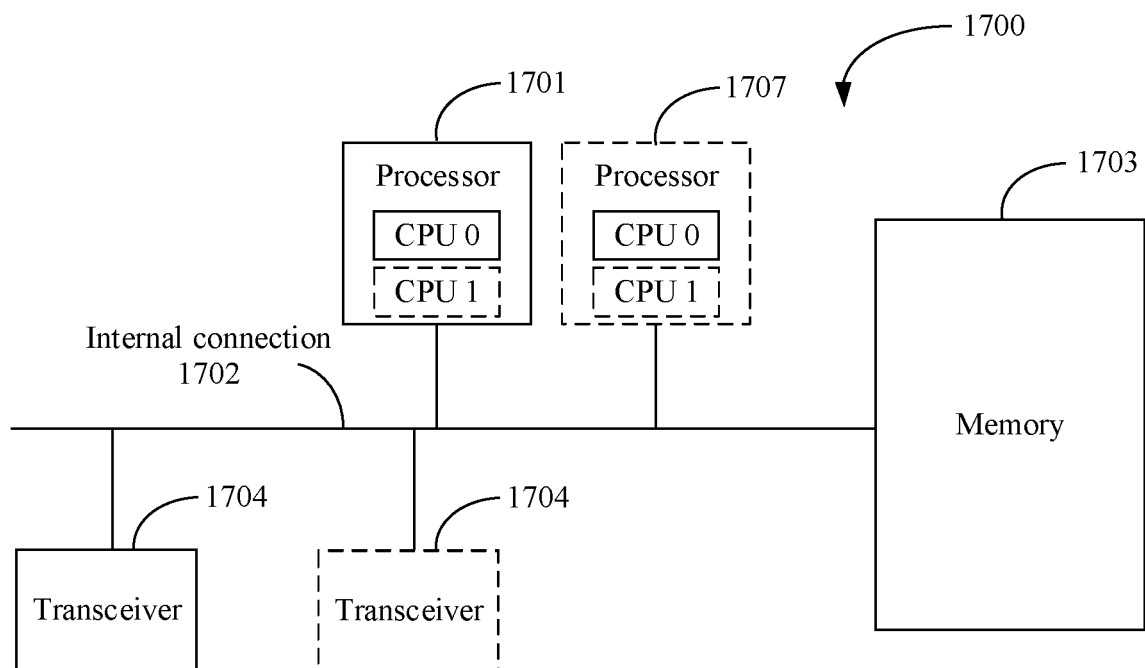 1700
1701
1707
1703
Processor
Processor
CPU 0
CPU 0
CPU 1
CPU 1
Internal connection
1702
Memory
1704
1704
Transceiver
Transceiver